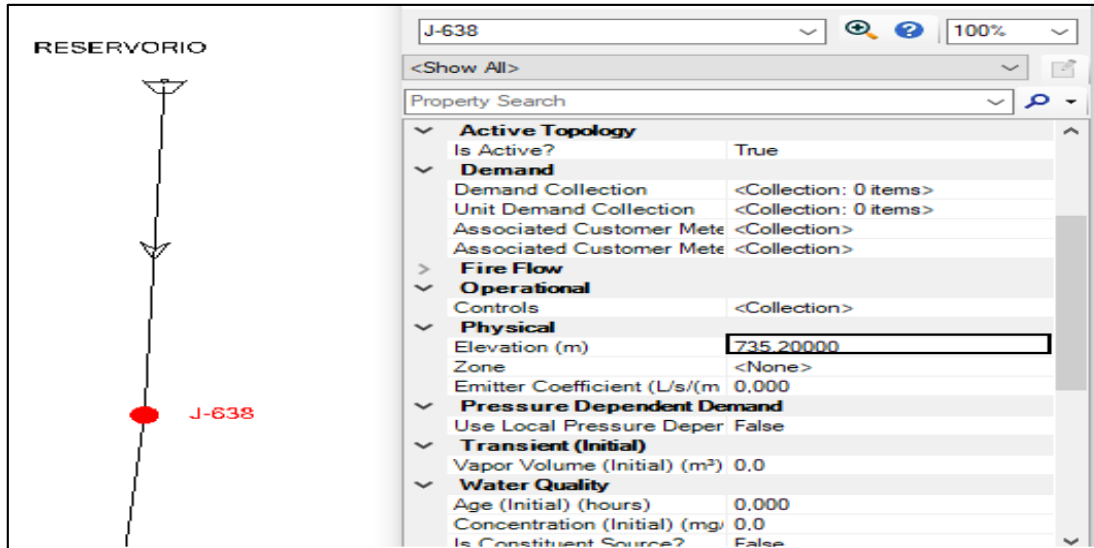 RESERVORIO
J-638
J-638
100%
<Show All>
Property Search
Active Topology
Is Active? True
Demand
Demand Collection <Collection: 0 items>
Unit Demand Collection <Collection: 0 items>
Associated Customer Mete <Collection>
Associated Customer Mete <Collection>
Fire Flow
Operational
Controls <Collection>
Physical
Elevation (m) 735.20000
Zone <None>
Emitter Coefficient (L/s/(m 0,000
Pressure Dependent Demand
Use Local Pressure Deper False
Transient (Initial)
Vapor Volume (Initial) (m³) 0,0
Water Quality
Age (Initial) (hours) 0,000
Concentration (Initial) (mg/ 0,0
Is Constituent Source? False